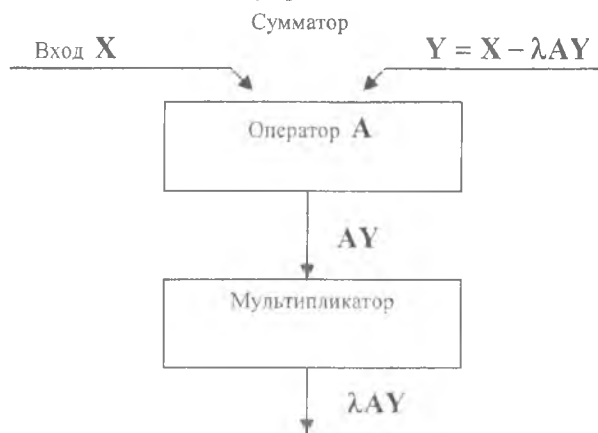 Сумматор
Вход X
Y = X – λAY
Оператор A
AY
Мультипликатор
λAY